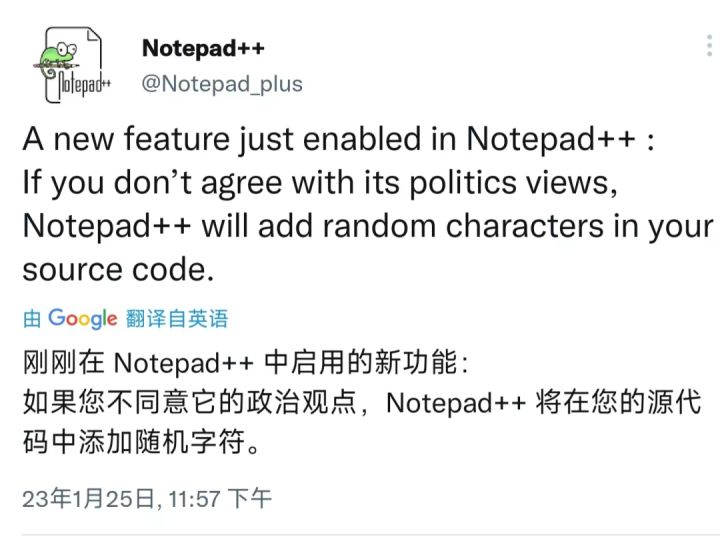 Notepad++
Notepad++
@Notepad_plus
A new feature just enabled in Notepad++ :
If you don’t agree with its politics views,
Notepad++ will add random characters in your
source code.
由 Google 翻译自英语
刚刚在 Notepad++ 中启用的新功能：
如果您不同意它的政治观点，Notepad++ 将在您的源代
码中添加随机字符。
23年1月25日, 11:57 下午